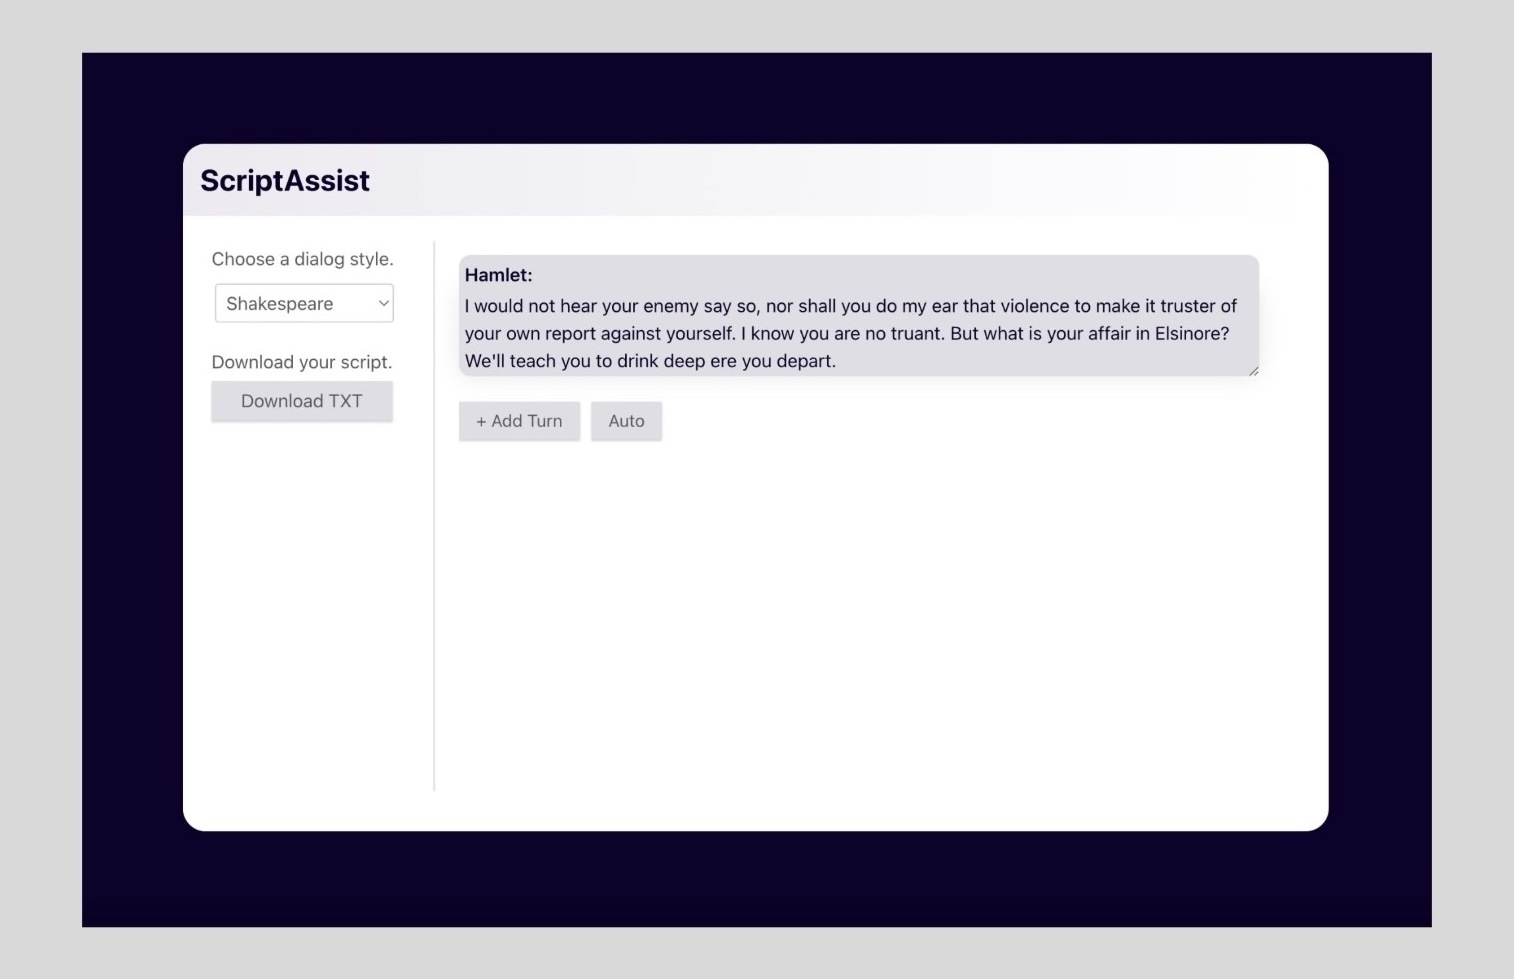 ScriptAssist
Choose a dialog style.
Shakespeare
Download your script.
Download TXT
Hamlet:
I would not hear your enemy say so, nor shall you do my ear that violence to make it truster of
your own report against yourself. I know you are no truant. But what is your affair in Elsinore?
We'll teach you to drink deep ere you depart.
+ Add Turn
Auto